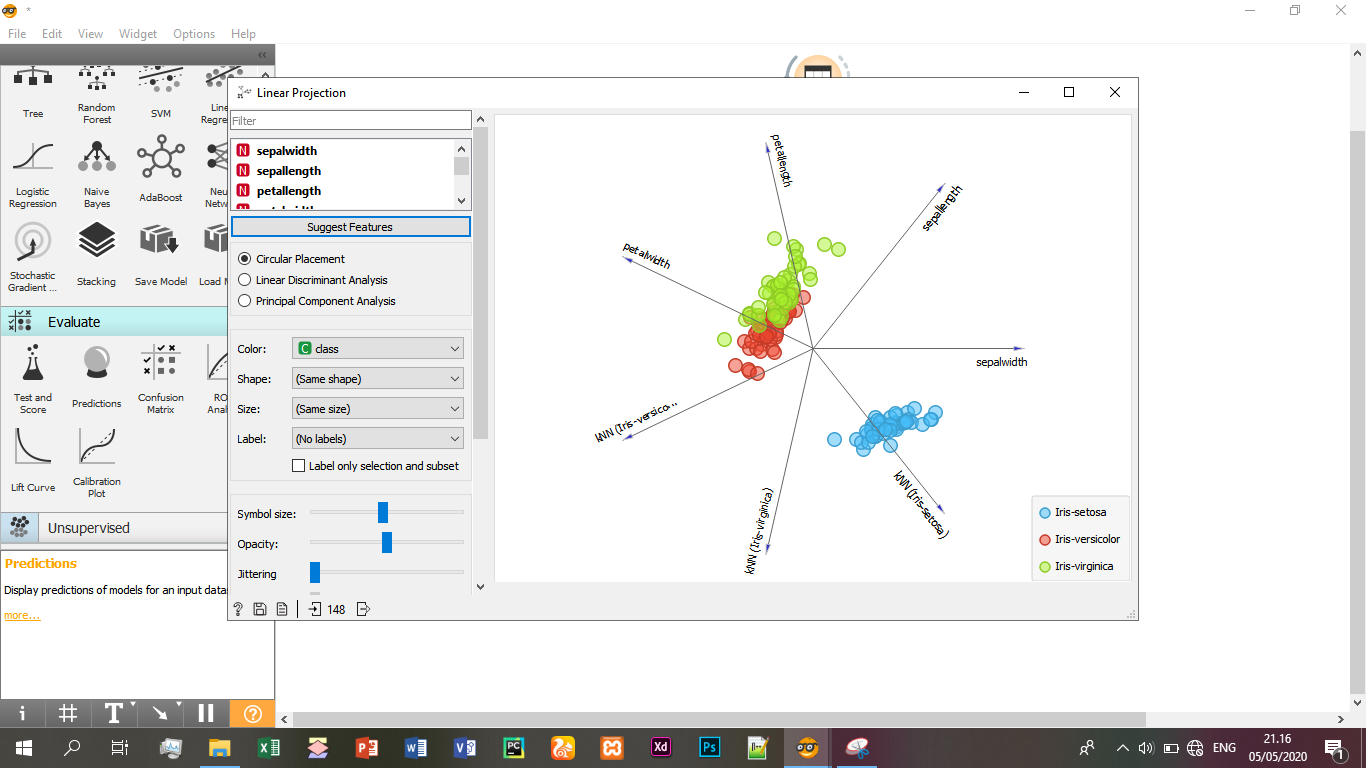 *
File Edit View Widget Options Help
Tree
Random
Forest
SVM
Line
Regre
Logistic
Regression
Naive
Bayes
AdaBoost
Neu
Netw
Stochastic
Gradient ...
Stacking
Save Model
Load M
Evaluate
Test and
Score
Predictions
Confusion
Matrix
RO
Anal
Lift Curve
Calibration
Plot
Unsupervised
Predictions
Display predictions of models for an input datas
more...
Linear Projection
Filter
N sepalwidth
N sepallength
N petallength
Suggest Features
Circular Placement
Linear Discriminant Analysis
Principal Component Analysis
Color: C class
Shape: (Same shape)
Size: (Same size)
Label: (No labels)
Label only selection and subset
Symbol size:
Opacity:
Jittering
? 148
petallength
sepallength
petalwidth
sepalwidth
kNN (Iris-versico...
kNN (Iris-virginica)
kNN (Iris-setosa)
Iris-setosa
Iris-versicolor
Iris-virginica
i # T ?
PC Xd Ps
ENG
21.16
05/05/2020
1